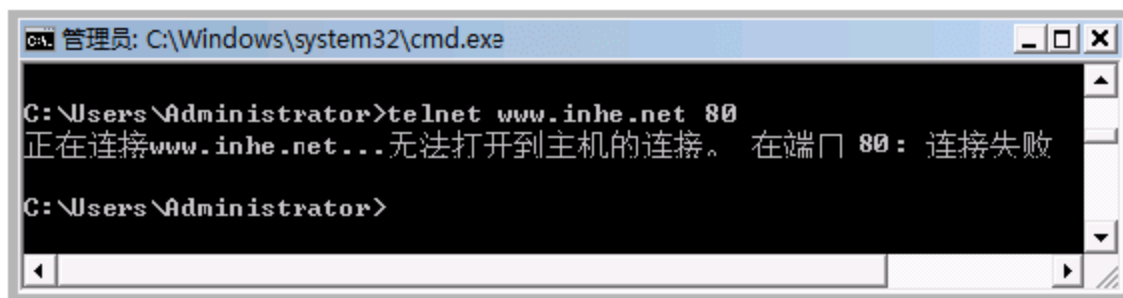 管理员: C:\Windows\system32\cmd.exe
C:\Users\Administrator>telnet www.inhe.net 80
正在连接www.inhe.net...无法打开到主机的连接。 在端口 80: 连接失败
C:\Users\Administrator>